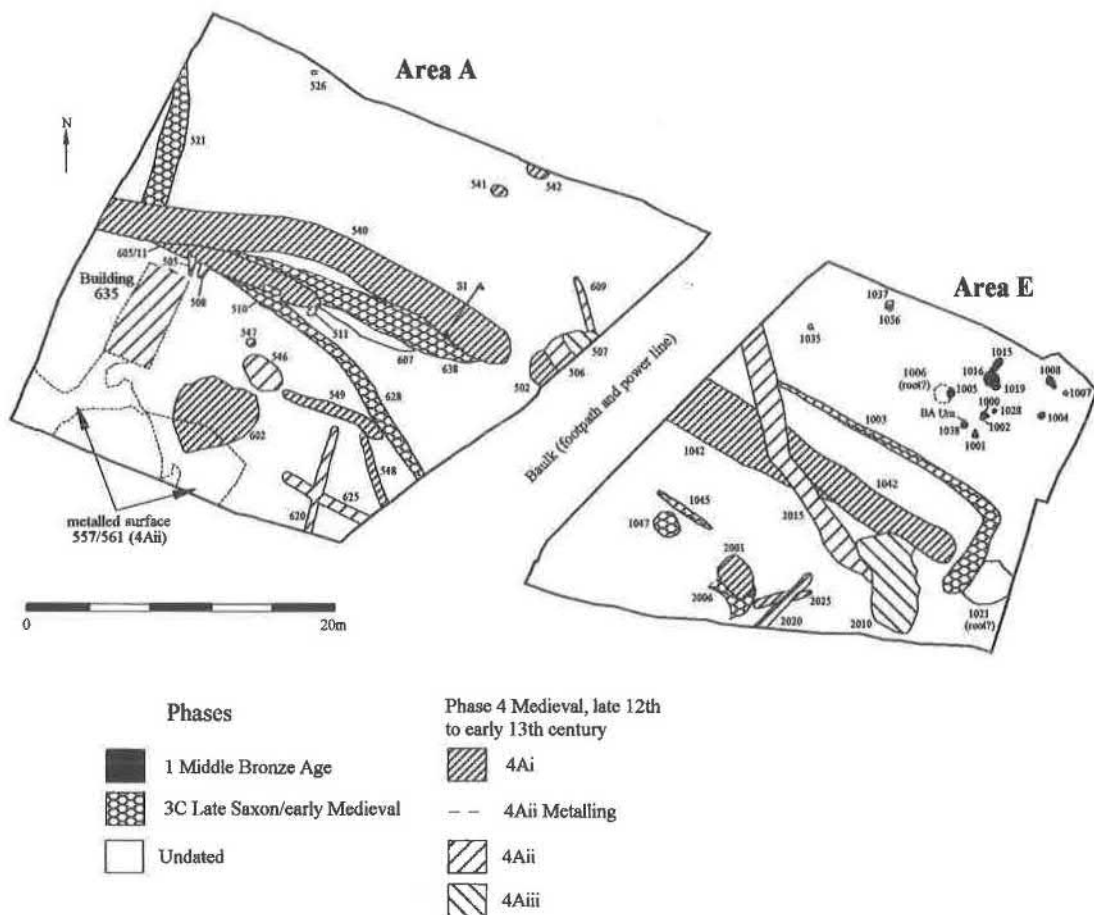 Area A
526
N
521
541
542
540
605/11
505
Building
635
508
510
S1
609
Area E
1037
1036
1035
547
511
546
607
638
502
506
507
1015
1016
1008
1006
(root?)
1005
1019
1007
1000
BA Urn
1028
1004
1038
1002
1001
549
628
602
548
625
620
Baulk (footpath and power line)
1003
1042
1042
1045
1047
2015
2001
2006
2025
2020
2010
1021
(root?)
metalled surface
557/561 (4Aii)
0
20m
Phases
Phase 4 Medieval, late 12th
to early 13th century
1 Middle Bronze Age
4Ai
3C Late Saxon/early Medieval
4Aii Metalling
Undated
4Aii
4Aiii